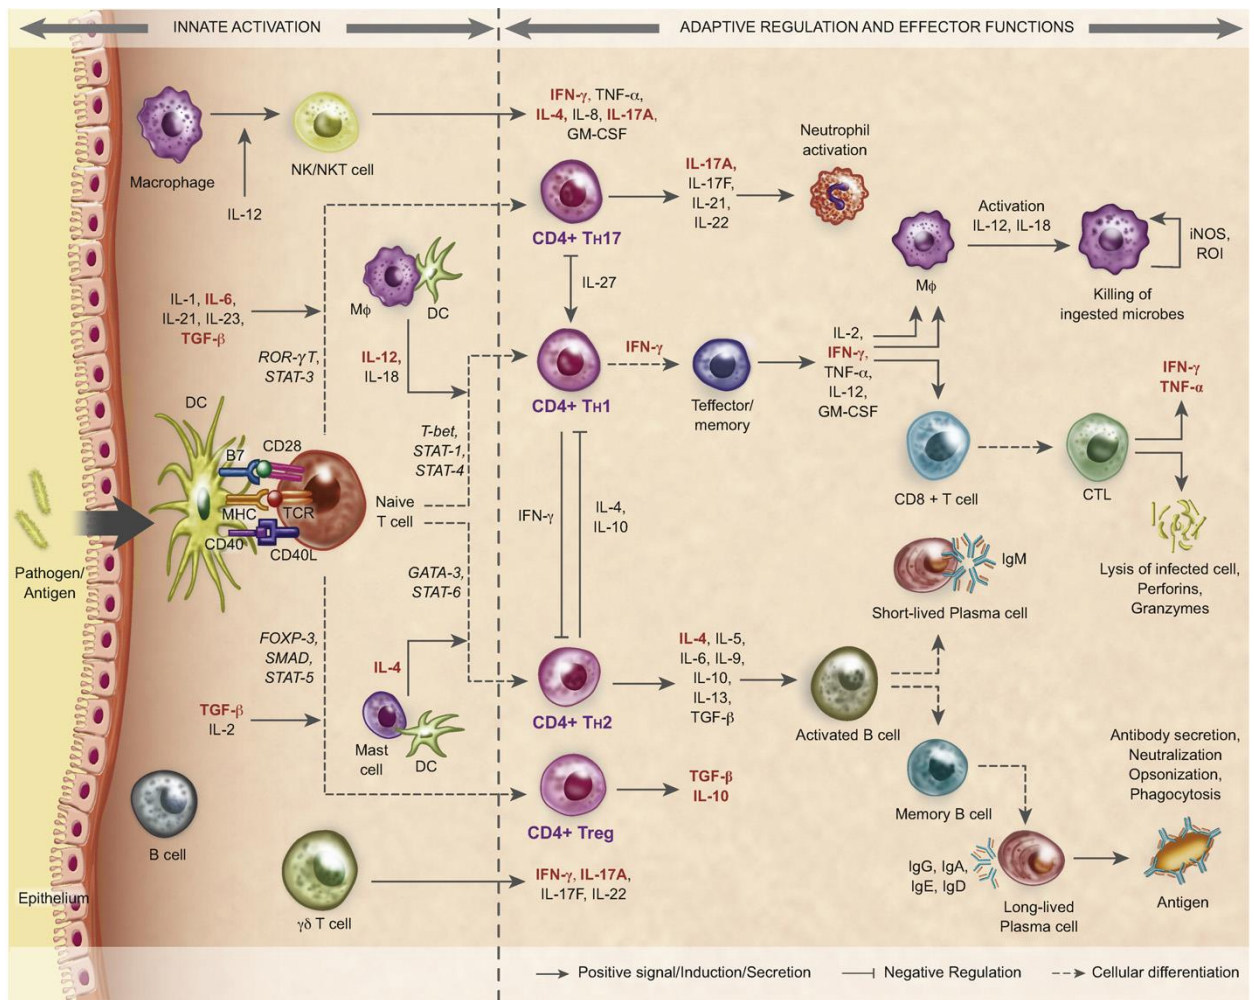 INNATE ACTIVATION
ADAPTIVE REGULATION AND EFFECTOR FUNCTIONS
Macrophage
NK/NKT cell
IL-12
IFN-γ, TNF-α,
IL-4, IL-8, IL-17A,
GM-CSF
CD4+ TH17
IL-17A,
IL-17F,
IL-21,
IL-22
Neutrophil
activation
Mϕ
Activation
IL-12, IL-18
iNOS,
ROI
Killing of
ingested microbes
IL-1, IL-6,
IL-21, IL-23,
TGF-β
ROR-γT,
STAT-3
Mϕ
DC
IL-12,
IL-18
IL-27
CD4+ TH1
IFN-γ
Teffector/
memory
IL-2,
IFN-γ,
TNF-α,
IL-12,
GM-CSF
IFN-γ
TNF-α
CD8 + T cell
CTL
Lysis of infected cell,
Perforins,
Granzymes
DC
B7
CD28
MHC
TCR
CD40
CD40L
Naive
T cell
T-bet,
STAT-1,
STAT-4
GATA-3,
STAT-6
IFN-γ
IL-4,
IL-10
Pathogen/
Antigen
IgM
Short-lived Plasma cell
FOXP-3,
SMAD,
STAT-5
TGF-β
IL-2
IL-4
Mast
cell
DC
CD4+ TH2
IL-4, IL-5,
IL-6, IL-9,
IL-10,
IL-13,
TGF-β
Activated B cell
Memory B cell
Antibody secretion,
Neutralization
Opsonization,
Phagocytosis
CD4+ Treg
TGF-β
IL-10
B cell
γδ T cell
IFN-γ, IL-17A,
IL-17F, IL-22
IgG, IgA,
IgE, IgD
Long-lived
Plasma cell
Antigen
Epithelium
Positive signal/Induction/Secretion
Negative Regulation
Cellular differentiation